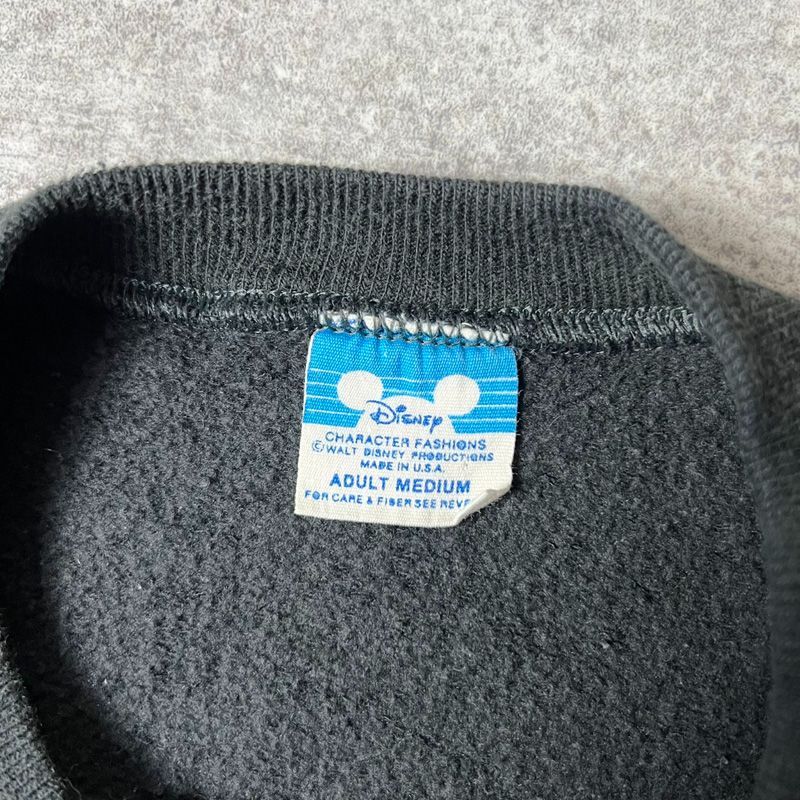 Disney
CHARACTER FASHIONS
© WALT DISNEY PRODUCTIONS
MADE IN U.S.A.
ADULT MEDIUM
FOR CARE & FIBER SEE REVE